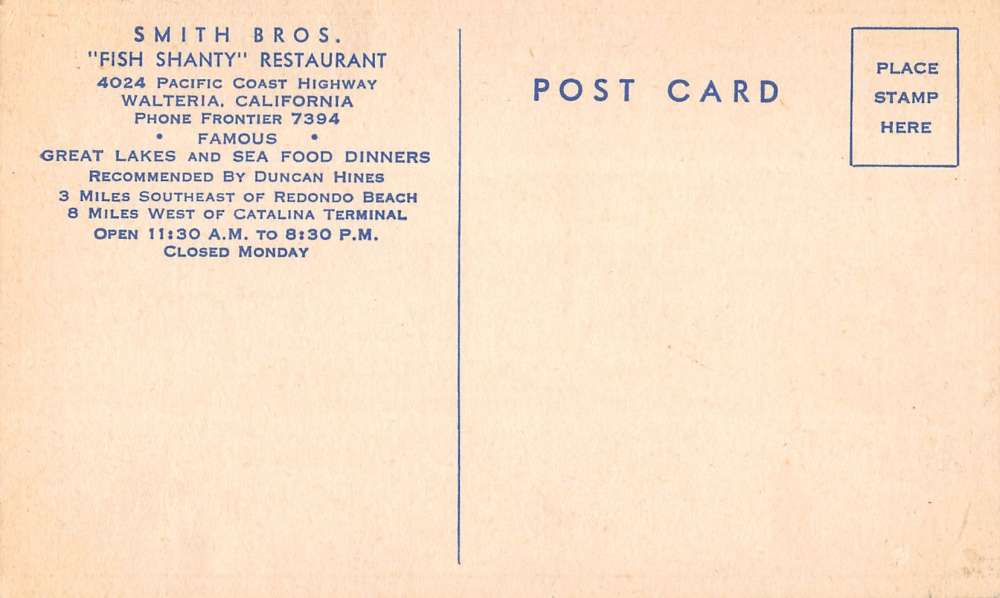 SMITH BROS.
"FISH SHANTY" RESTAURANT
4024 PACIFIC COAST HIGHWAY
WALTERIA, CALIFORNIA
PHONE FRONTIER 7394
• FAMOUS •
GREAT LAKES AND SEA FOOD DINNERS
RECOMMENDED BY DUNCAN HINES
3 MILES SOUTHEAST OF REDONDO BEACH
8 MILES WEST OF CATALINA TERMINAL
OPEN 11:30 A.M. TO 8:30 P.M.
CLOSED MONDAY
POST CARD
PLACE
STAMP
HERE